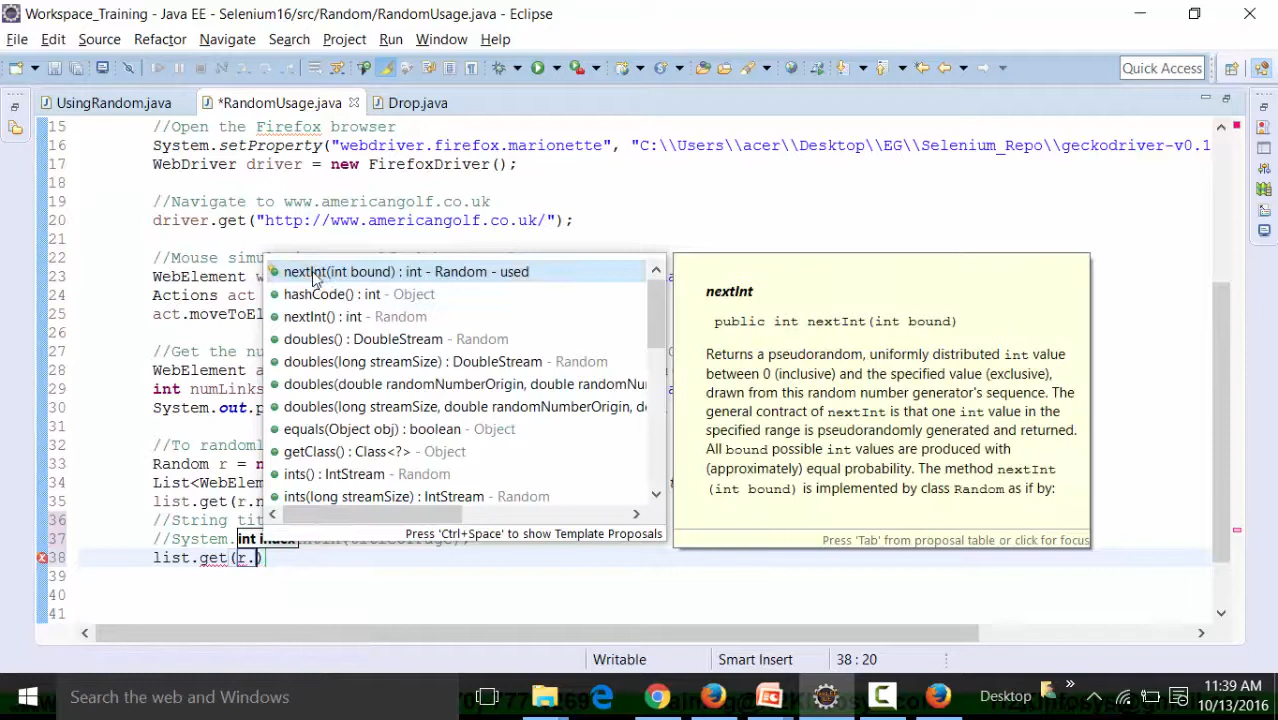 Workspace_Training - Java EE - Selenium16/src/Random/RandomUsage.java - Eclipse
File Edit Source Refactor Navigate Search Project Run Window Help
Quick Access
UsingRandom.java *RandomUsage.java Drop.java
15 //Open the Firefox browser
16 System.setProperty("webdriver.firefox.marionette", "C:\\Users\\acer\\Desktop\\EG\\Selenium_Repo\\geckodriver-v0.1
17 WebDriver driver = new FirefoxDriver();
18
19 //Navigate to www.americangolf.co.uk
20 driver.get("http://www.americangolf.co.uk/");
21
22 //Mouse
23 WebElement
24 Actions act
25 act.moveToEl
26
27 //Get the nu
28 WebElement
29 int numLinks
30 System.out.p
31
32 //To randoml
33 Random r = n
34 List<WebElem
35 list.get(r.n
36 //String tit
37 //System.
38 list.get(r.)
39
40
41
nextInt(int bound) : int - Random - used
hashCode() : int - Object
nextInt() : int - Random
doubles() : DoubleStream - Random
doubles(long streamSize) : DoubleStream - Random
doubles(double randomNumberOrigin, double randomNu
doubles(long streamSize, double randomNumberOrigin, do
equals(Object obj) : boolean - Object
getClass() : Class<?> - Object
ints() : IntStream - Random
ints(long streamSize) : IntStream - Random
Press 'Ctrl+Space' to show Template Proposals
int index
nextInt
public int nextInt(int bound)
Returns a pseudorandom, uniformly distributed int value
between 0 (inclusive) and the specified value (exclusive),
drawn from this random number generator's sequence. The
general contract of nextInt is that one int value in the
specified range is pseudorandomly generated and returned.
All bound possible int values are produced with
(approximately) equal probability. The method nextInt
(int bound) is implemented by class Random as if by:
Press 'Tab' from proposal table or click for focus
Writable Smart Insert 38 : 20
Search the web and Windows
Desktop
11:39 AM
10/13/2016